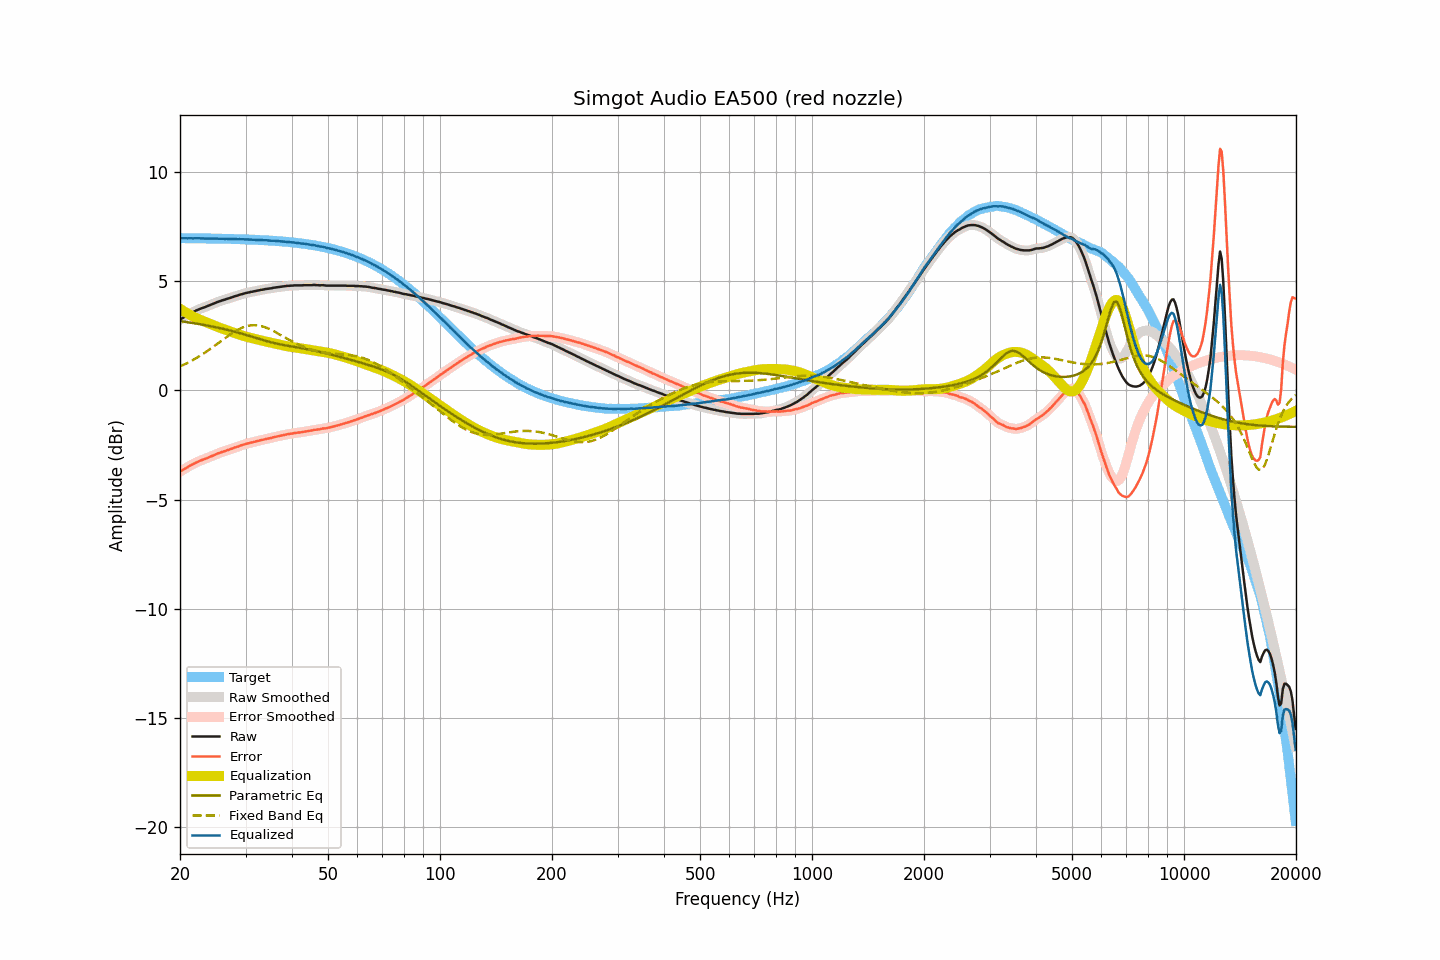 Simgot Audio EA500 (red nozzle)
10
5
0
−5
−10
−15
−20
Amplitude (dBr)
Target
Raw Smoothed
Error Smoothed
Raw
Error
Equalization
Parametric Eq
Fixed Band Eq
Equalized
20 50 100 200 500 1000 2000 5000 10000 20000
Frequency (Hz)